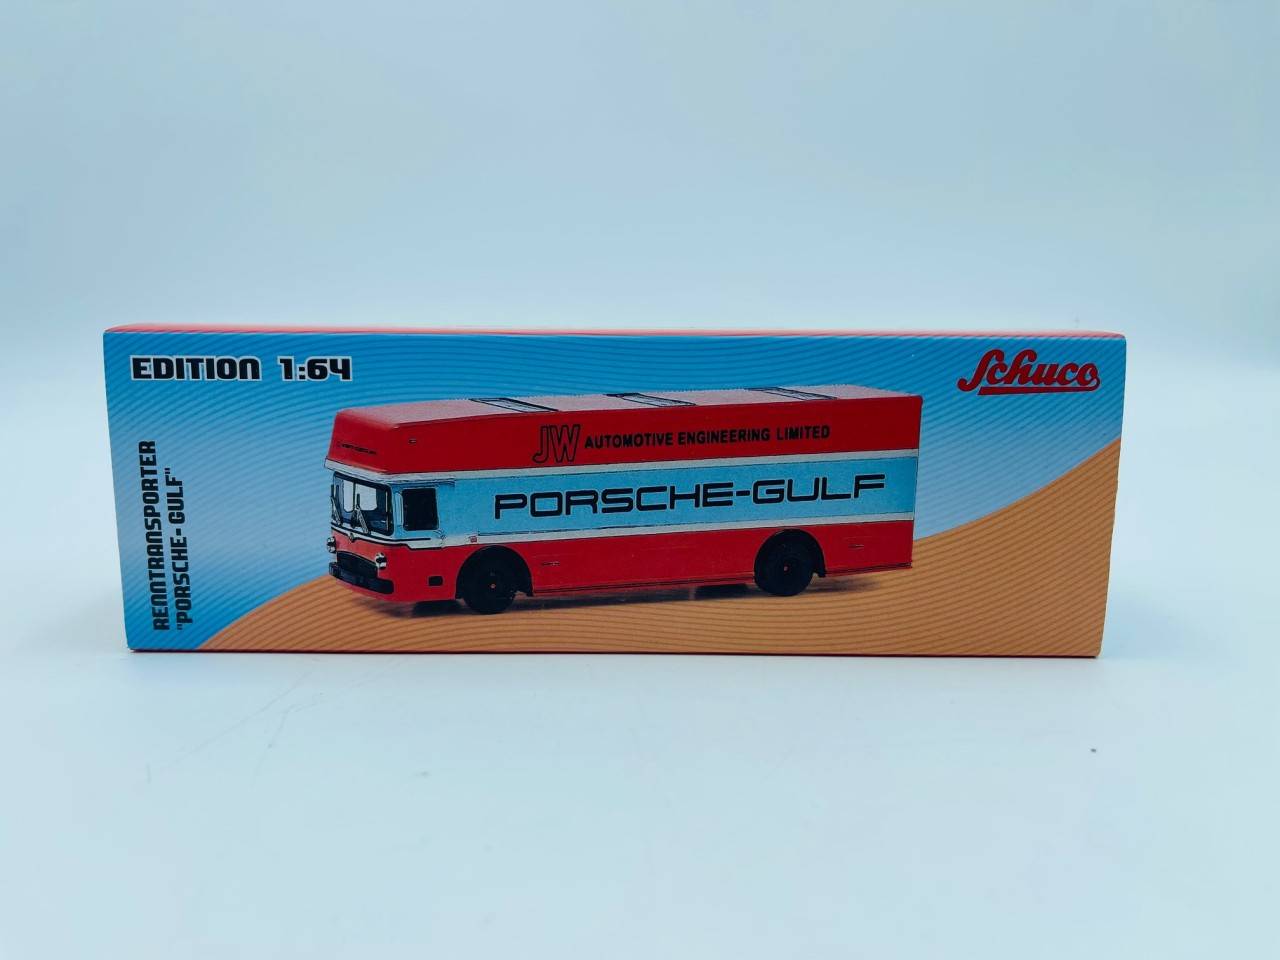 EDITION 1:64
Schuco
JW AUTOMOTIVE ENGINEERING LIMITED
PORSCHE-GULF
RENNTRANSPORTER
"PORSCHE-GULF"